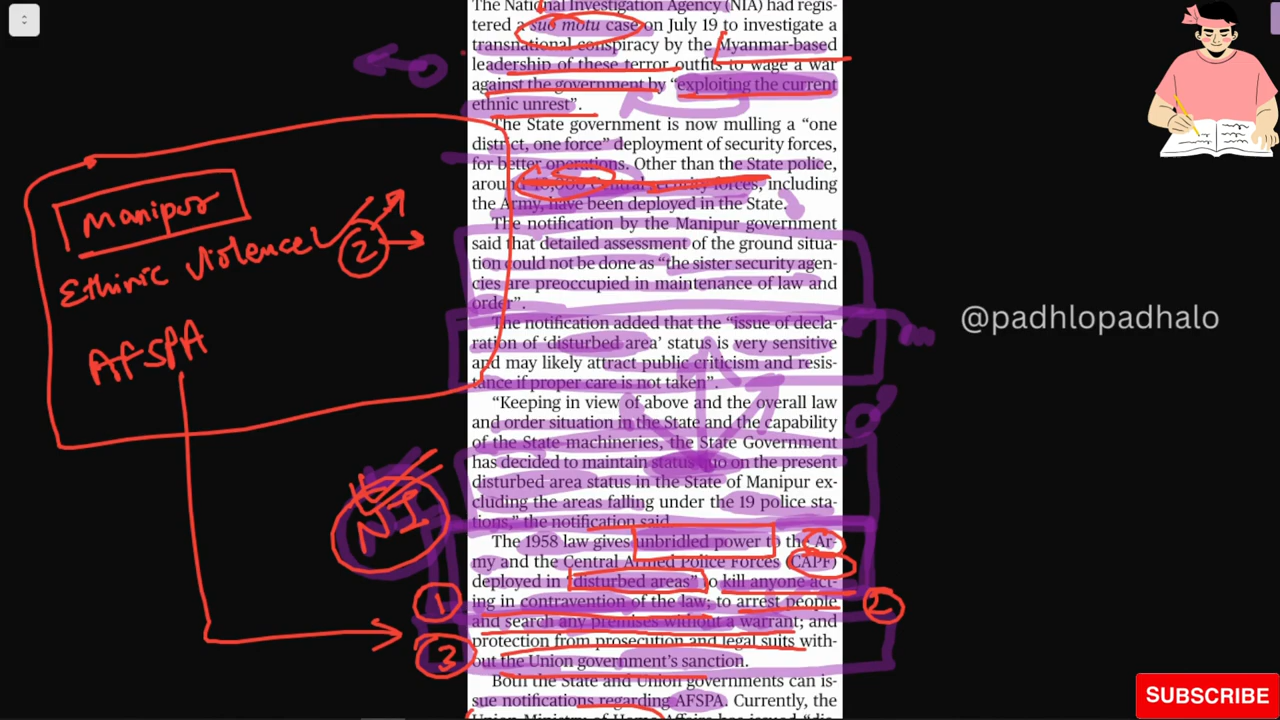 The National Investigation Agency (NIA) had regis-
tered a suo motu case on July 19 to investigate a
transnational conspiracy by the Myanmar-based
leadership of these terror outfits to wage a war
against the government by “exploiting the current
ethnic unrest”.
The State government is now mulling a “one
district, one force” deployment of security forces,
for better operations. Other than the State police,
around 40,000 Central security forces, including
the Army, have been deployed in the State.
The notification by the Manipur government
said that detailed assessment of the ground situa-
tion could not be done as “the sister security agen-
cies are preoccupied in maintenance of law and
order”.
The notification added that the “issue of decla-
ration of ‘disturbed area’ status is very sensitive
and may likely attract public criticism and resis-
tance if proper care is not taken”.
“Keeping in view of above and the overall law
and order situation in the State and the capability
of the State machineries, the State Government
has decided to maintain status quo on the present
disturbed area status in the State of Manipur ex-
cluding the areas falling under the 19 police sta-
tions,” the notification said.
The 1958 law gives unbridled power to the Ar-
my and the Central Armed Police Forces (CAPF)
deployed in “disturbed areas” to kill anyone act-
ing in contravention of the law; to arrest people
and search any premises without a warrant; and
protection from prosecution and legal suits with-
out the Union government’s sanction.
Both the State and Union governments can is-
sue notifications regarding AFSPA. Currently, the
Union Ministry of Home Affairs has issued “dis-
Manipur
Ethinic violence
2
AFSPA
NI
1
2
3
@padhlopadhalo
SUBSCRIBE